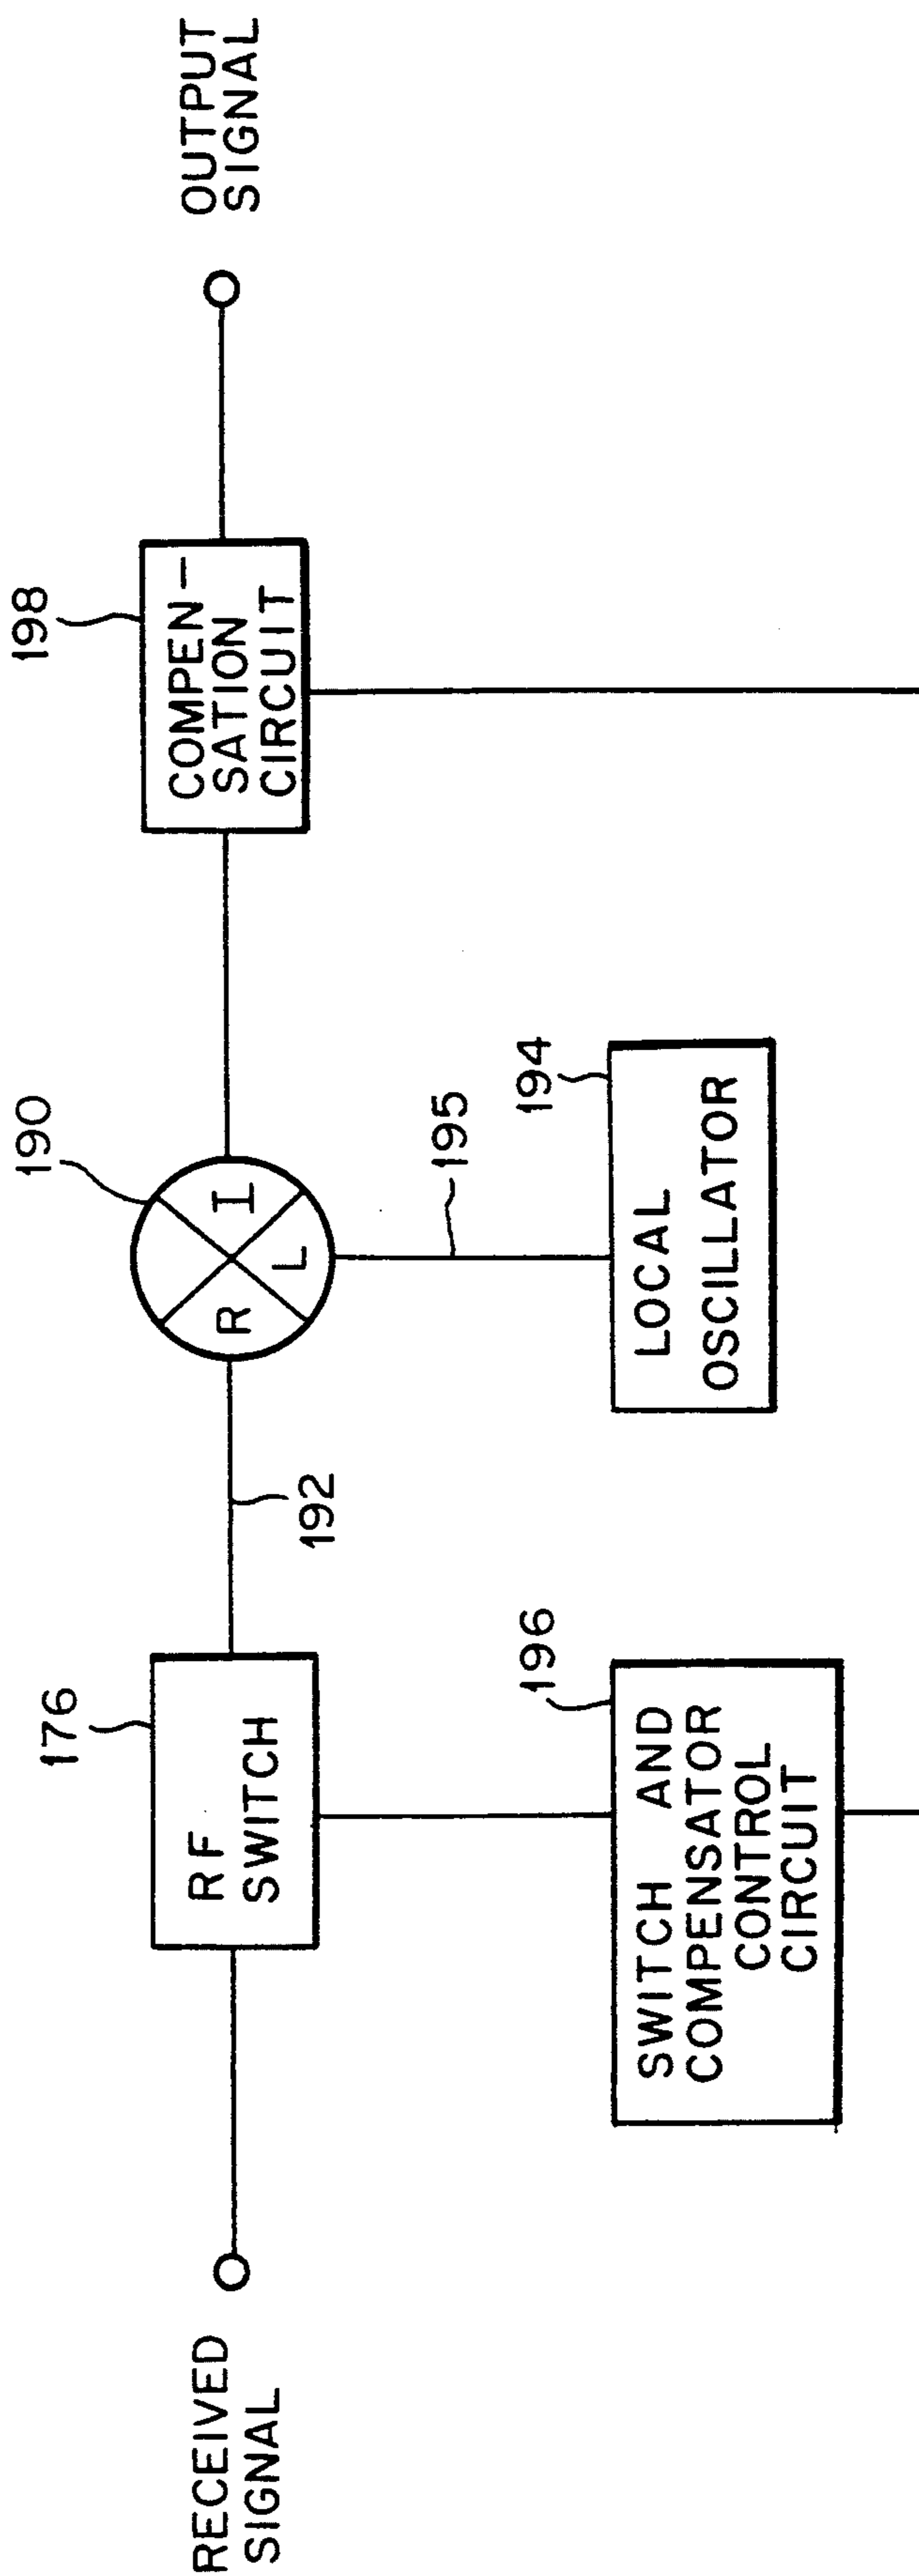 RECEIVED
SIGNAL
176
RF
SWITCH
192
190
R
L
I
195
194
LOCAL
OSCILLATOR
196
SWITCH AND
COMPENSATOR
CONTROL
CIRCUIT
198
COMPEN-
SATION
CIRCUIT
OUTPUT
SIGNAL